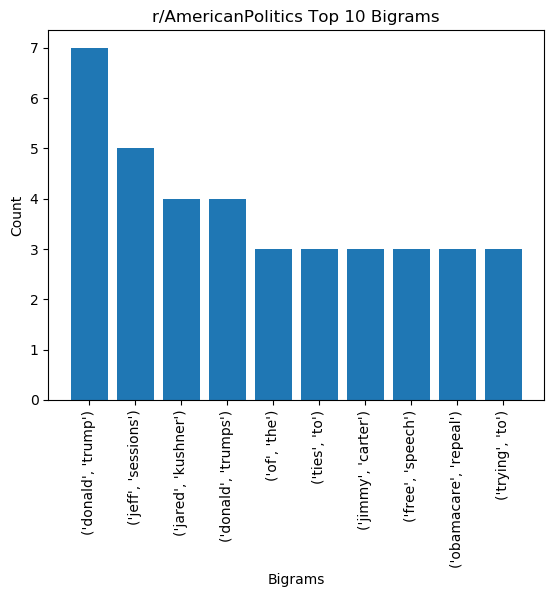 r/AmericanPolitics Top 10 Bigrams
7
6
5
4
3
2
1
0
Count
('donald', 'trump')
('jeff', 'sessions')
('jared', 'kushner')
('donald', 'trumps')
('of', 'the')
('ties', 'to')
('jimmy', 'carter')
('free', 'speech')
('obamacare', 'repeal')
('trying', 'to')
Bigrams